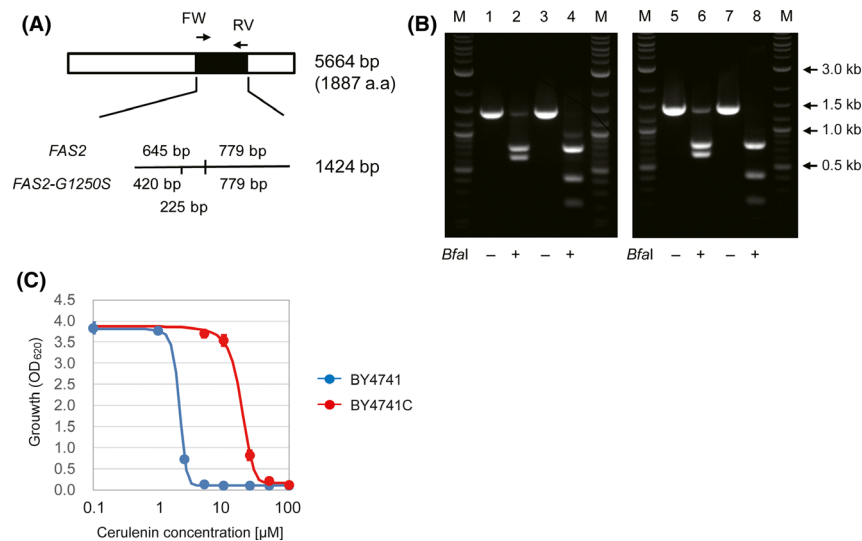 (A)
FW
RV
5664 bp
(1887 a.a)
FAS2
645 bp
779 bp
1424 bp
FAS2-G1250S
420 bp
779 bp
225 bp
(B)
M 1 2 3 4 M
M 5 6 7 8 M
3.0 kb
1.5 kb
1.0 kb
0.5 kb
BfaI – + – +
BfaI – + – +
(C)
4.5
4.0
3.5
3.0
2.5
2.0
1.5
1.0
0.5
0.0
Grouwth (OD620)
0.1 1 10 100
Cerulenin concentration [µM]
BY4741
BY4741C